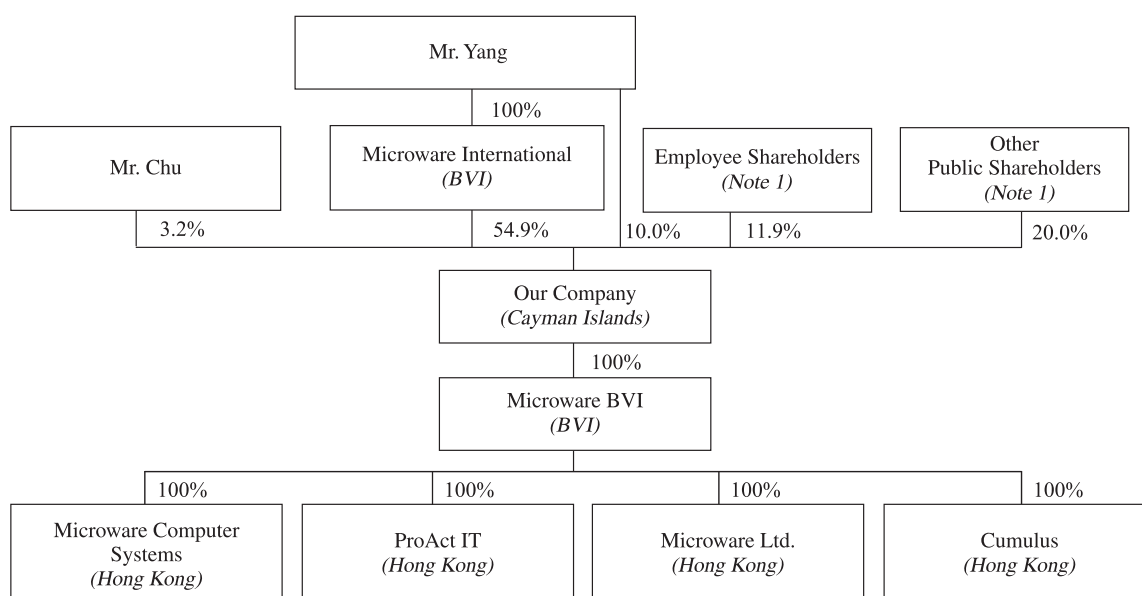 Mr. Yang
100%
Mr. Chu
Microware International
(BVI)
Employee Shareholders
(Note 1)
Other
Public Shareholders
(Note 1)
3.2%
54.9%
10.0%
11.9%
20.0%
Our Company
(Cayman Islands)
100%
Microware BVI
(BVI)
100%
100%
100%
100%
Microware Computer
Systems
(Hong Kong)
ProAct IT
(Hong Kong)
Microware Ltd.
(Hong Kong)
Cumulus
(Hong Kong)